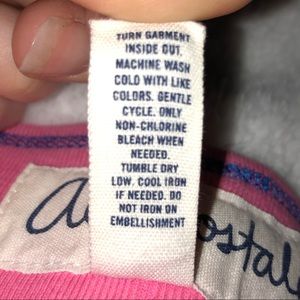 TURN GARMENT
INSIDE OUT.
MACHINE WASH
COLD WITH LIKE
COLORS. GENTLE
CYCLE. ONLY
NON-CHLORINE
BLEACH WHEN
NEEDED.
TUMBLE DRY
LOW. COOL IRON
IF NEEDED. DO
NOT IRON ON
EMBELLISHMENT